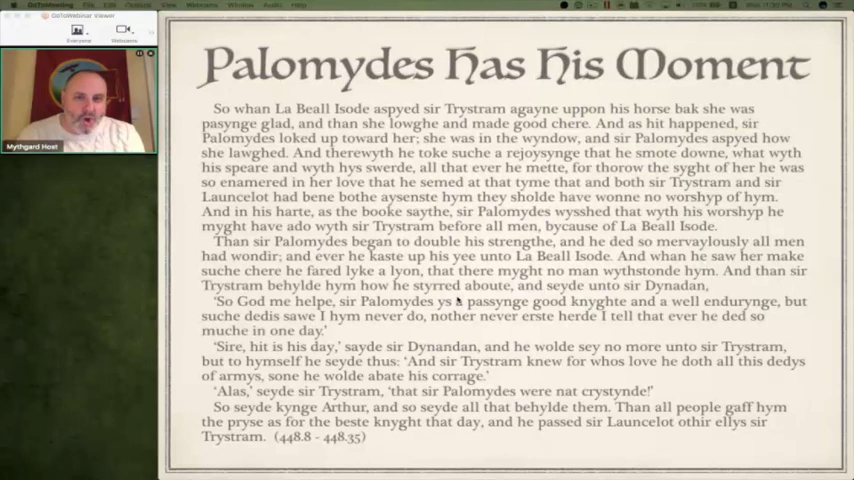 GoToWebinar Viewer
Everyone
Webcams
Mythgard Host
Palomydes Has His Moment
So whan La Beall Isode aspyed sir Trystram agayne uppon his horse bak she was
pasynge glad, and than she lowghe and made good chere. And as hit happened, sir
Palomydes loked up toward her; she was in the wyndow, and sir Palomydes aspyed how
she lawghed. And therewyth he toke suche a rejoysynge that he smote downe, what wyth
his speare and wyth hys swerde, all that ever he mette, for thorow the syght of her he was
so enamered in her love that he semed at that tyme that and both sir Trystram and sir
Launcelot had bene bothe ayenste hym they sholde have wonne no worshyp of hym.
And in his harte, as the booke saythe, sir Palomydes wysshed that wyth his worshyp he
myght have ado wyth sir Trystram before all men, bycause of La Beall Isode.
Than sir Palomydes began to double his strengthe, and he ded so mervaylously all men
had wondir; and ever he kaste up his yee unto La Beall Isode. And whan he saw her make
suche chere he fared lyke a lyon, that there myght no man wythstonde hym. And than sir
Trystram behylde hym how he styrred aboute, and seyde unto sir Dynadan,
'So God me helpe, sir Palomydes ys a passynge good knyghte and a well endurynge, but
suche dedis sawe I hym never do, nother never erste herde I tell that ever he ded so
muche in one day.'
'Sire, hit is his day,' sayde sir Dynandan, and he wolde sey no more unto sir Trystram,
but to hymself he seyde thus: 'And sir Trystram knew for whos love he doth all this dedys
of armys, sone he wolde abate his corrage.'
'Alas,' seyde sir Trystram, 'that sir Palomydes were nat crystynde!'
So seyde kynge Arthur, and so seyde all that behylde them. Than all people gaff hym
the pryse as for the beste knyght that day, and he passed sir Launcelot othir ellys sir
Trystram. (448.8 - 448.35)